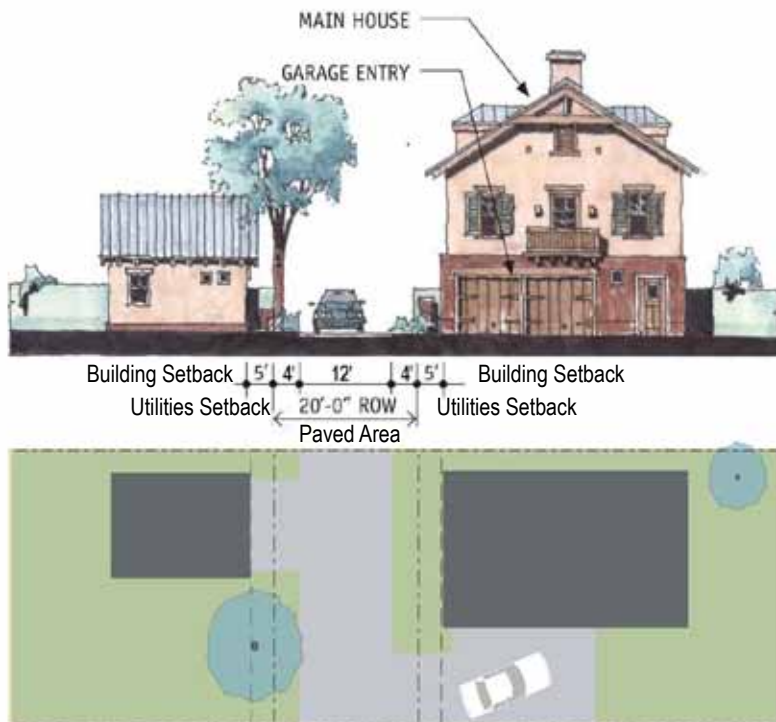 MAIN HOUSE
GARAGE ENTRY
Building Setback 5' 4' 12' 4' 5' Building Setback
Utilities Setback 20'-0" ROW Utilities Setback
Paved Area